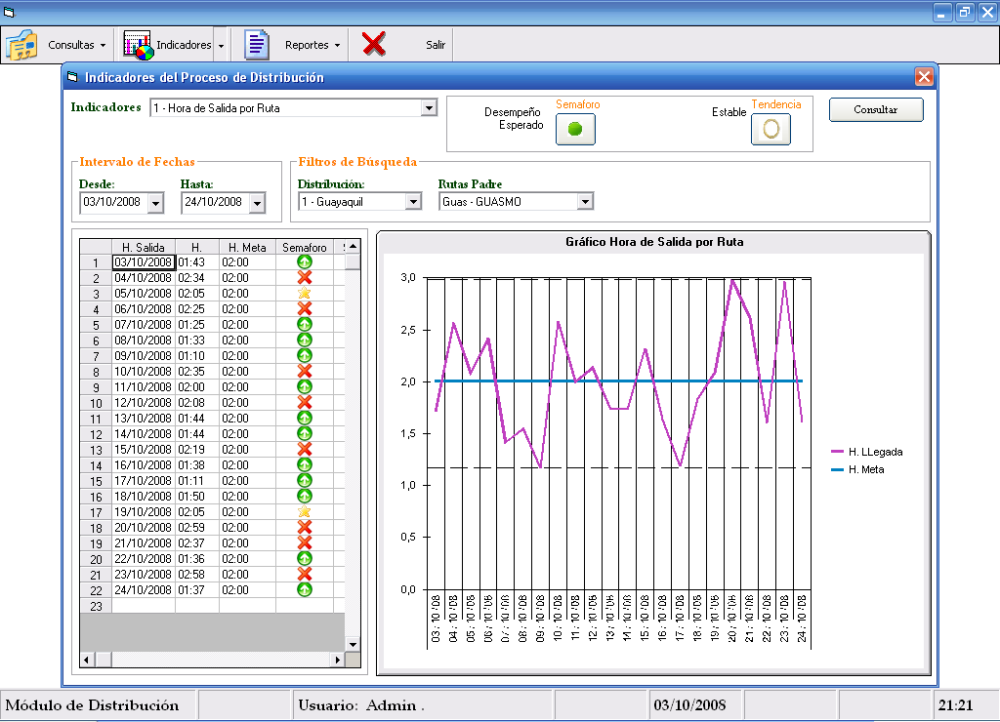 Consultas Indicadores Reportes Salir
Indicadores del Proceso de Distribución
Indicadores 1 - Hora de Salida por Ruta
Desempeño Esperado Semaforo
Estable Tendencia
Consultar
Intervalo de Fechas
Desde: Hasta:
03/10/2008 24/10/2008
Filtros de Búsqueda
Distribución: Rutas Padre
1 - Guayaquil Guas - GUASMO
H. Salida H. H. Meta Semaforo
1 03/10/2008 01:43 02:00
2 04/10/2008 02:34 02:00
3 05/10/2008 02:05 02:00
4 06/10/2008 02:25 02:00
5 07/10/2008 01:25 02:00
6 08/10/2008 01:33 02:00
7 09/10/2008 01:10 02:00
8 10/10/2008 02:35 02:00
9 11/10/2008 02:00 02:00
10 12/10/2008 02:08 02:00
11 13/10/2008 01:44 02:00
12 14/10/2008 01:44 02:00
13 15/10/2008 02:19 02:00
14 16/10/2008 01:38 02:00
15 17/10/2008 01:11 02:00
16 18/10/2008 01:50 02:00
17 19/10/2008 02:05 02:00
18 20/10/2008 02:59 02:00
19 21/10/2008 02:37 02:00
20 22/10/2008 01:36 02:00
21 23/10/2008 02:58 02:00
22 24/10/2008 01:37 02:00
23
Gráfico Hora de Salida por Ruta
3,0
2,5
2,0
1,5
1,0
0,5
0,0
03/10/08
04/10/08
05/10/08
06/10/08
07/10/08
08/10/08
09/10/08
10/10/08
11/10/08
12/10/08
13/10/08
14/10/08
15/10/08
16/10/08
17/10/08
18/10/08
19/10/08
20/10/08
21/10/08
22/10/08
23/10/08
24/10/08
H. LLegada
H. Meta
Módulo de Distribución Usuario: Admin . 03/10/2008 21:21